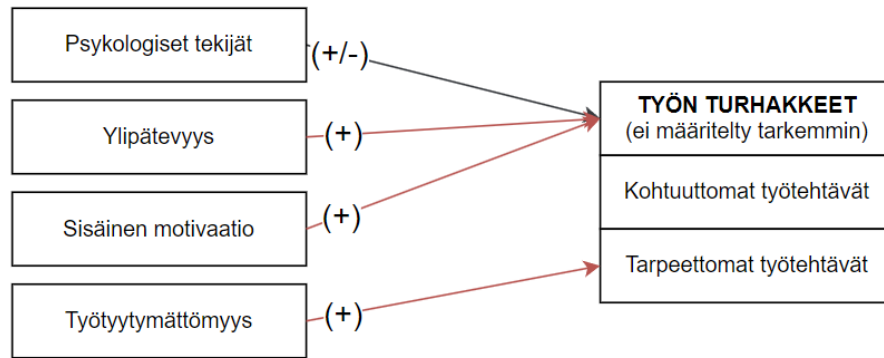 Psykologiset tekijät
(+/-)
TYÖN TURHAKKEET
(ei määritelty tarkemmin)
Ylipätevyys
(+)
Kohtuuttomat työtehtävät
Sisäinen motivaatio
(+)
Tarpeettomat työtehtävät
Työtyytymättömyys
(+)